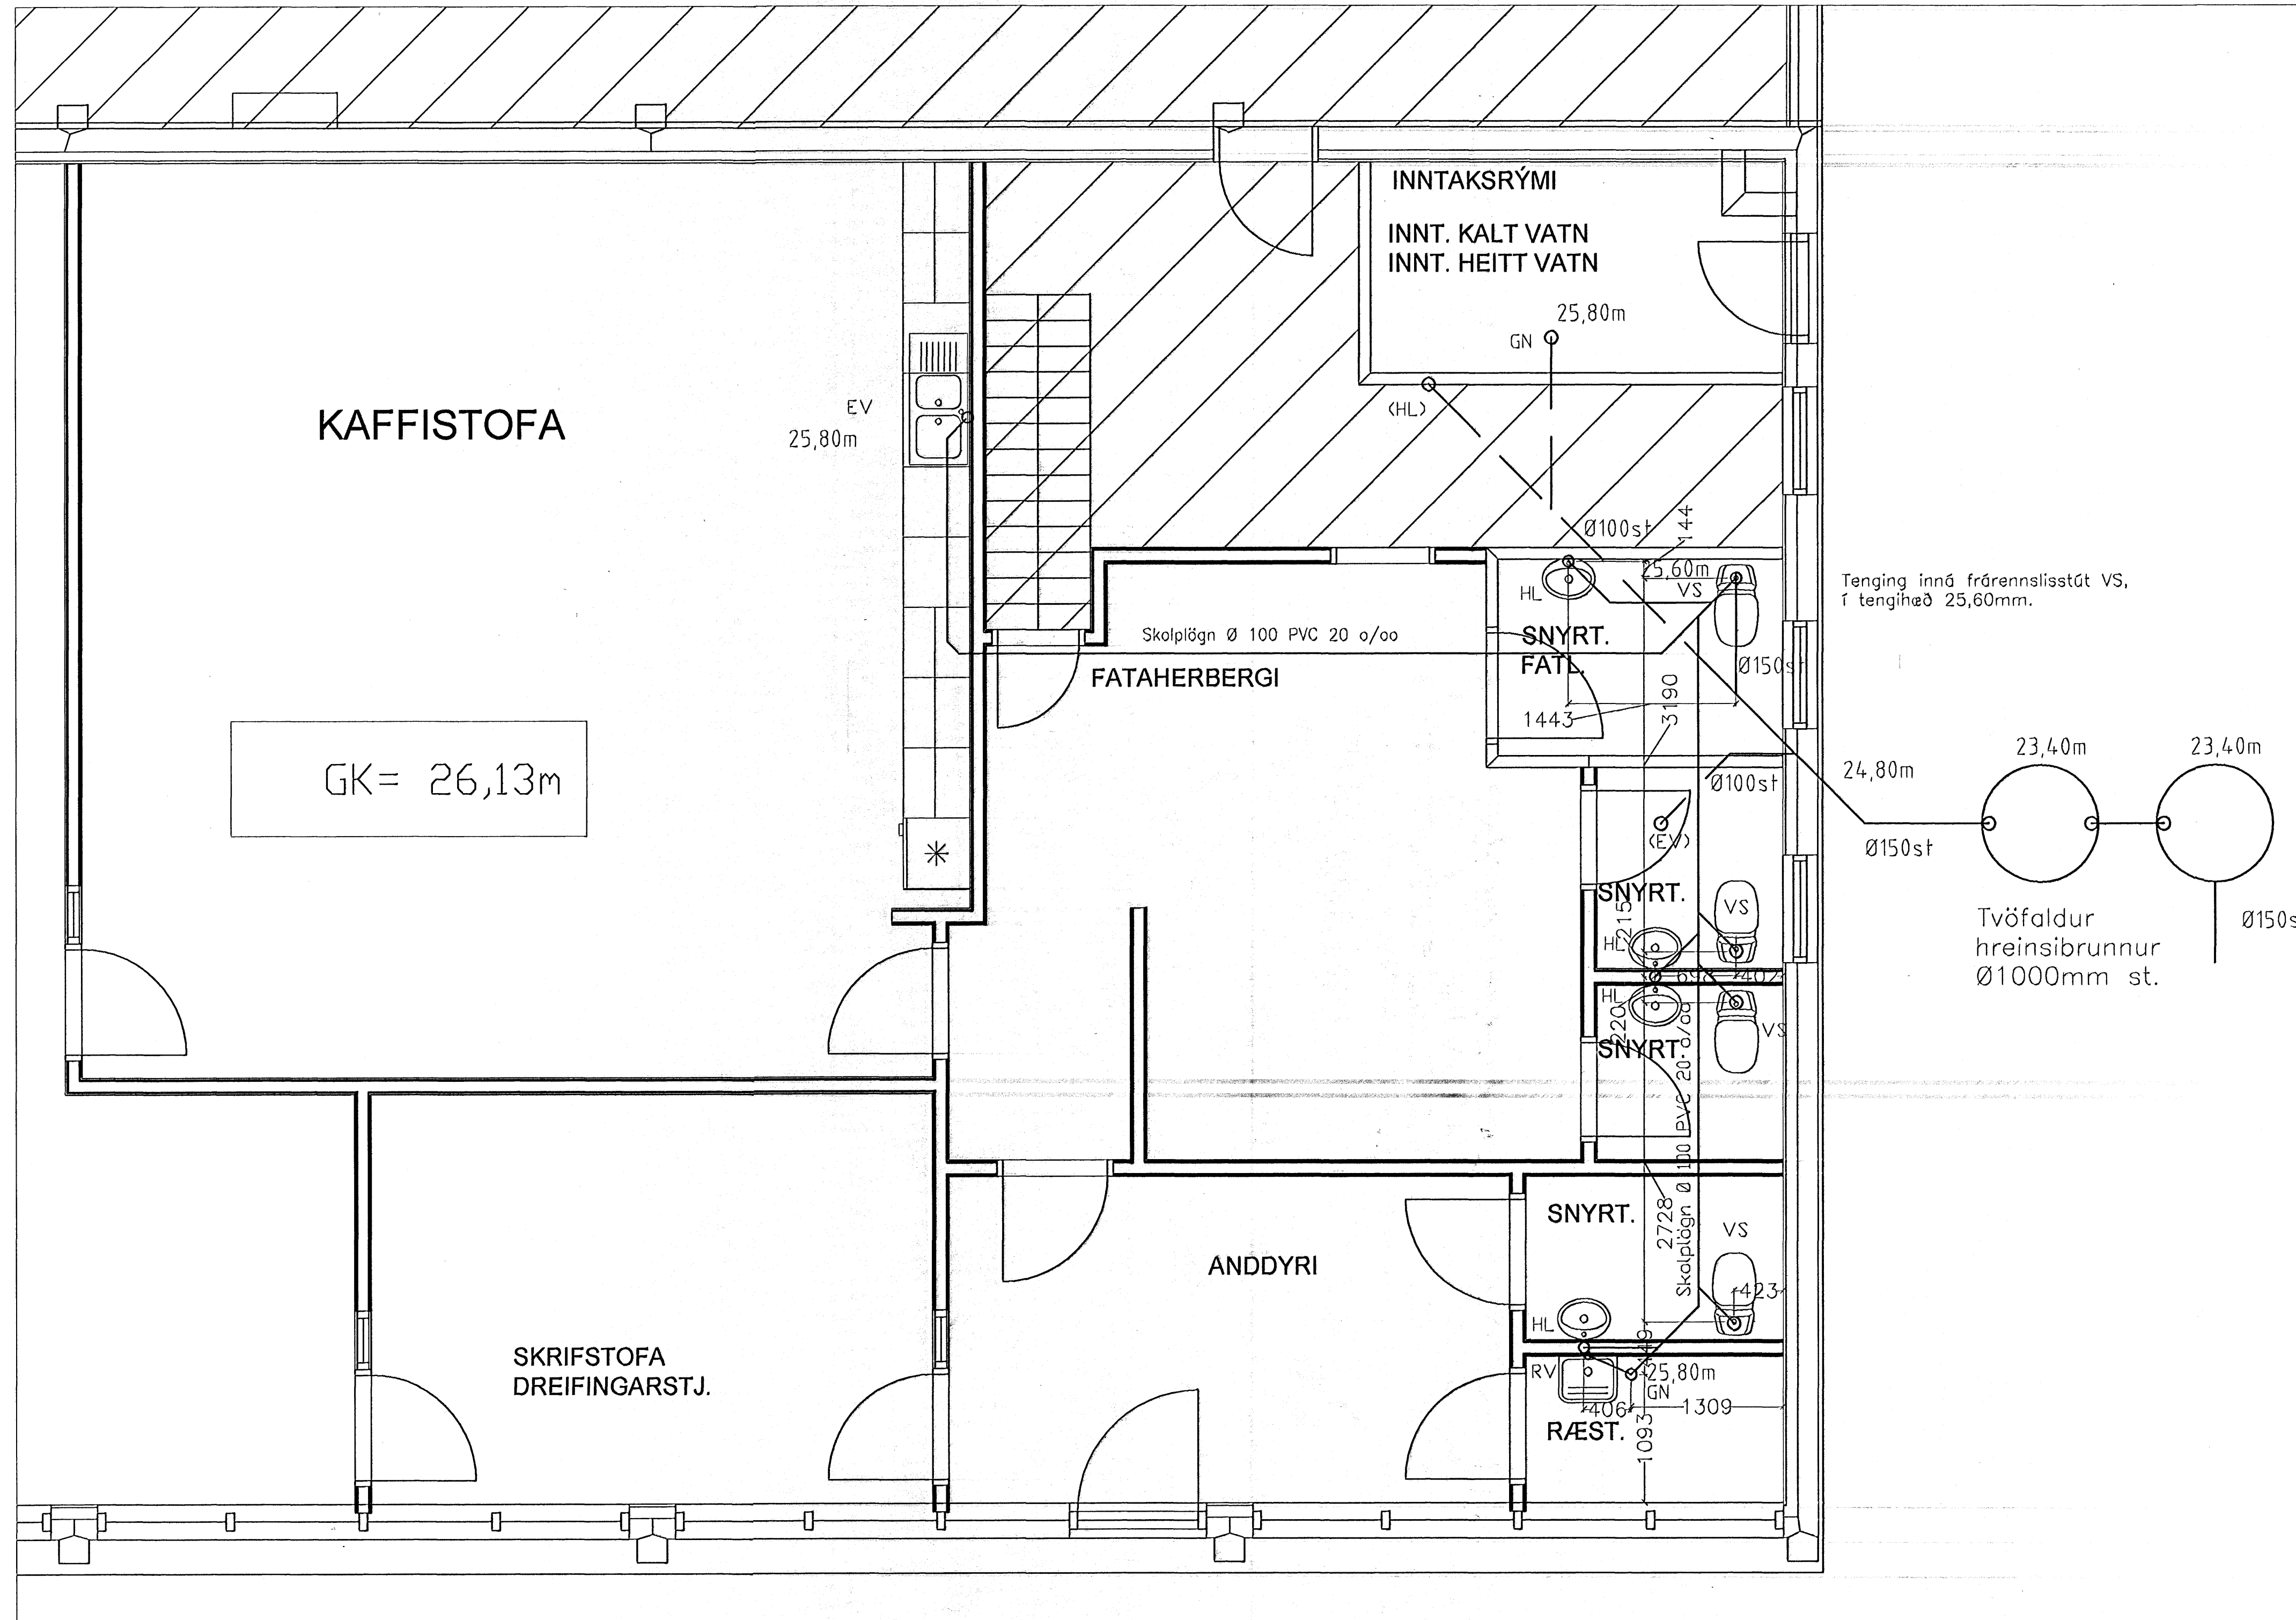 INNTAKSRÝMI
INNT. KALT VATN
INNT. HEITT VATN
25,80m
GN
(HL)
KAFFISTOFA
EV
25,80m
GK= 26,13m
Ø100st
144
25,60m
VS
HL
SNYRT.
FATL.
Ø150st
1443
3190
Skolplögn Ø 100 PVC 20 o/oo
FATAHERBERGI
Tenging inná frárennslisstút VS,
í tengihæð 25,60mm.
Ø100st
24,80m
Ø150st
23,40m
23,40m
Tvöfaldur
hreinsibrunnur
Ø1000mm st.
Ø150s
(EV)
SNYRT.
VS
2215
HL
698
402
HL
220
SNYRT.
VS
Skolplögn Ø 100 PVC 20 o/oo
2728
SNYRT.
VS
423
HL
ANDDYRI
SKRIFSTOFA
DREIFINGARSTJ.
RV
25,80m
GN
406
1309
RÆST.
1093